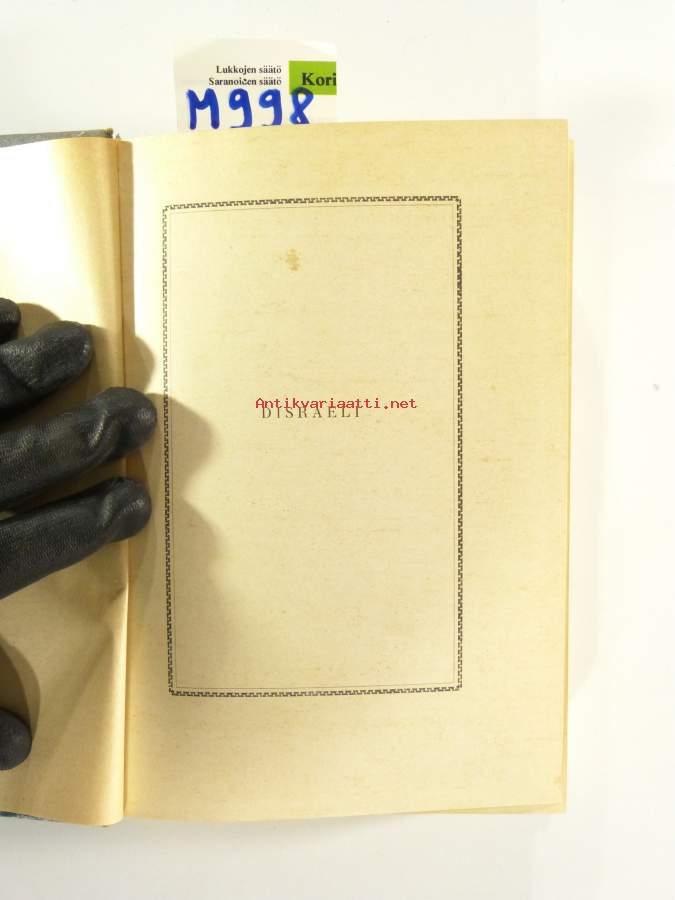 Lukkojen säätö
Saranoiden säätö
Kori
M998
Antikvariaatti.net
DISRAELI